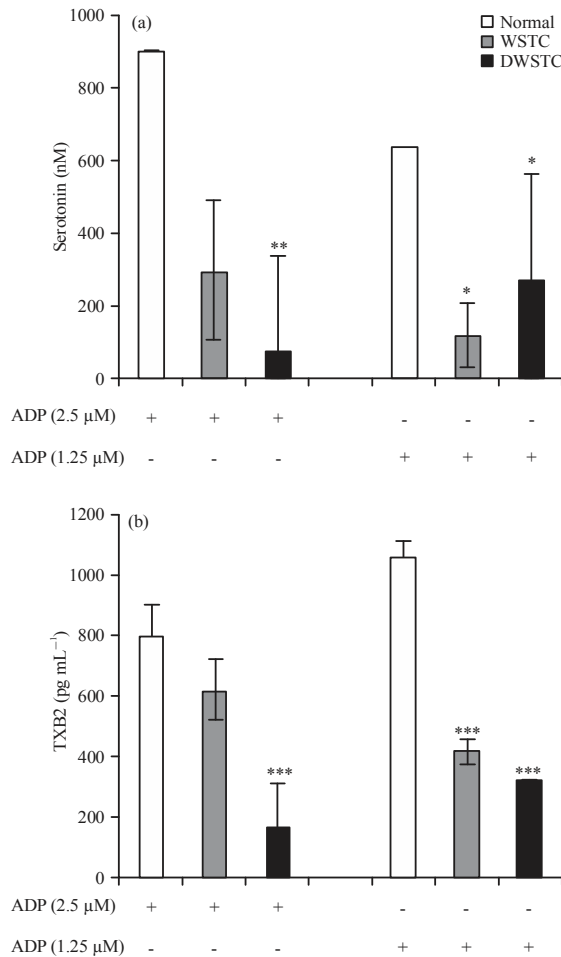 (a)
Normal
WSTC
DWSTC
1000
800
600
400
200
0
Serotonin (nM)
**
*
*
ADP (2.5 µM) + + + - - -
ADP (1.25 µM) - - - + + +
(b)
1200
1000
800
600
400
200
0
TXB2 (pg mL⁻¹)
***
***
***
ADP (2.5 µM) + + + - - -
ADP (1.25 µM) - - - + + +